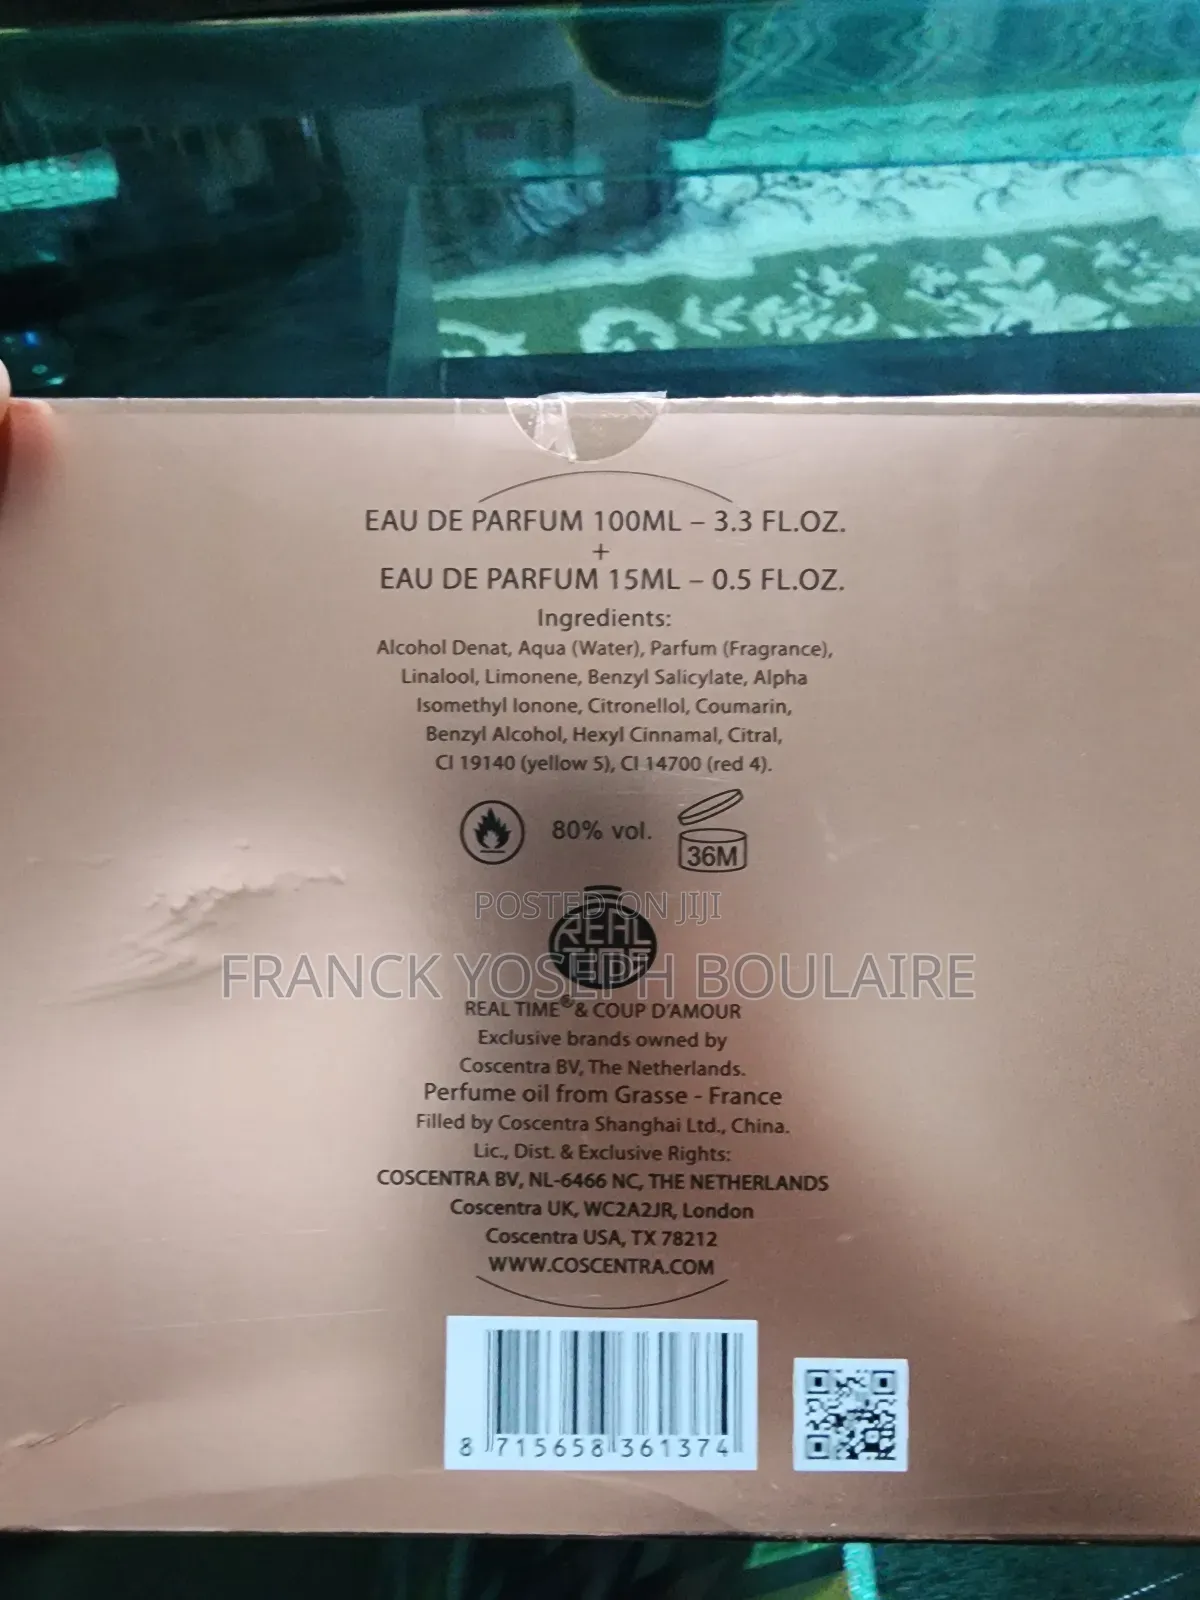 EAU DE PARFUM 100ML – 3.3 FL.OZ.
+
EAU DE PARFUM 15ML – 0.5 FL.OZ.
Ingredients:
Alcohol Denat, Aqua (Water), Parfum (Fragrance),
Linalool, Limonene, Benzyl Salicylate, Alpha
Isomethyl Ionone, Citronellol, Coumarin,
Benzyl Alcohol, Hexyl Cinnamal, Citral,
CI 19140 (yellow 5), CI 14700 (red 4).
80% vol.
36M
POSTED ON JIJI
REAL TIME
FRANCK YOSEPH BOULAIRE
REAL TIME® & COUP D'AMOUR
Exclusive brands owned by
Coscentra BV, The Netherlands.
Perfume oil from Grasse - France
Filled by Coscentra Shanghai Ltd., China.
Lic., Dist. & Exclusive Rights:
COSCENTRA BV, NL-6466 NC, THE NETHERLANDS
Coscentra UK, WC2A2JR, London
Coscentra USA, TX 78212
WWW.COSCENTRA.COM
8 715658 361374